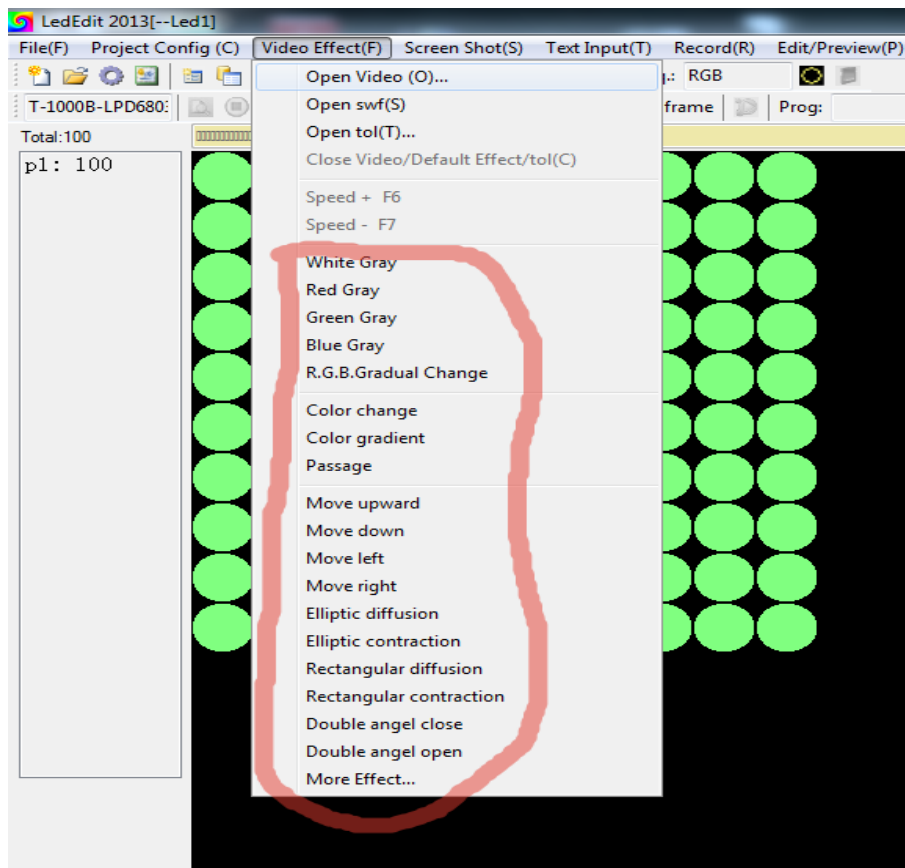 LedEdit 2013[--Led1]
File(F) Project Config (C) Video Effect(F) Screen Shot(S) Text Input(T) Record(R) Edit/Preview(P)
RGB
T-1000B-LPD680 frame Prog:
Total:100
p1: 100
Open Video (O)...
Open swf(S)
Open tol(T)...
Close Video/Default Effect/tol(C)
Speed + F6
Speed - F7
White Gray
Red Gray
Green Gray
Blue Gray
R.G.B.Gradual Change
Color change
Color gradient
Passage
Move upward
Move down
Move left
Move right
Elliptic diffusion
Elliptic contraction
Rectangular diffusion
Rectangular contraction
Double angel close
Double angel open
More Effect...